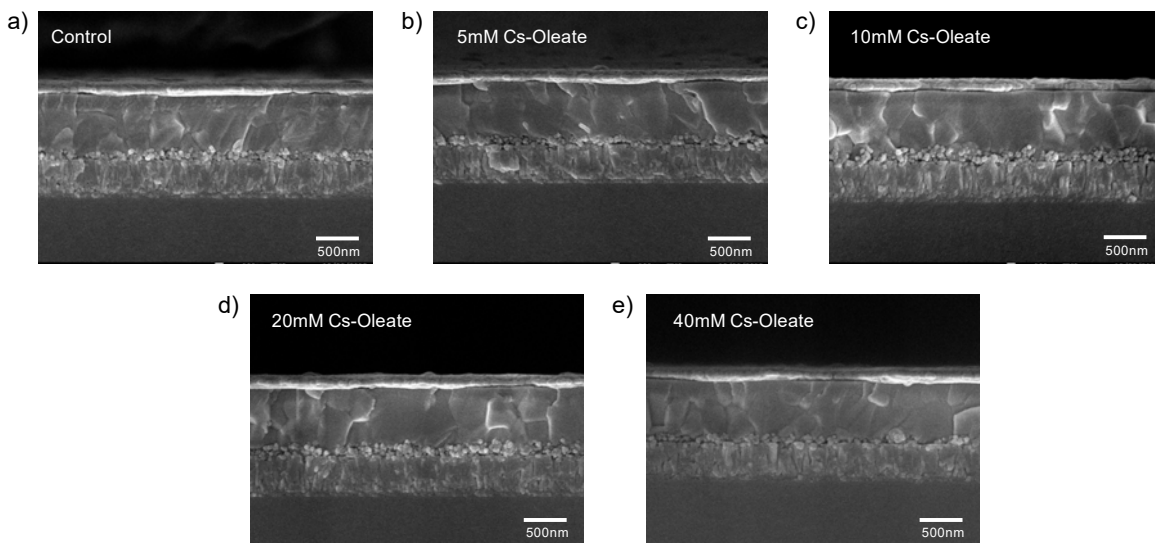 a)
Control
500nm
b)
5mM Cs-Oleate
500nm
c)
10mM Cs-Oleate
500nm
d)
20mM Cs-Oleate
500nm
e)
40mM Cs-Oleate
500nm